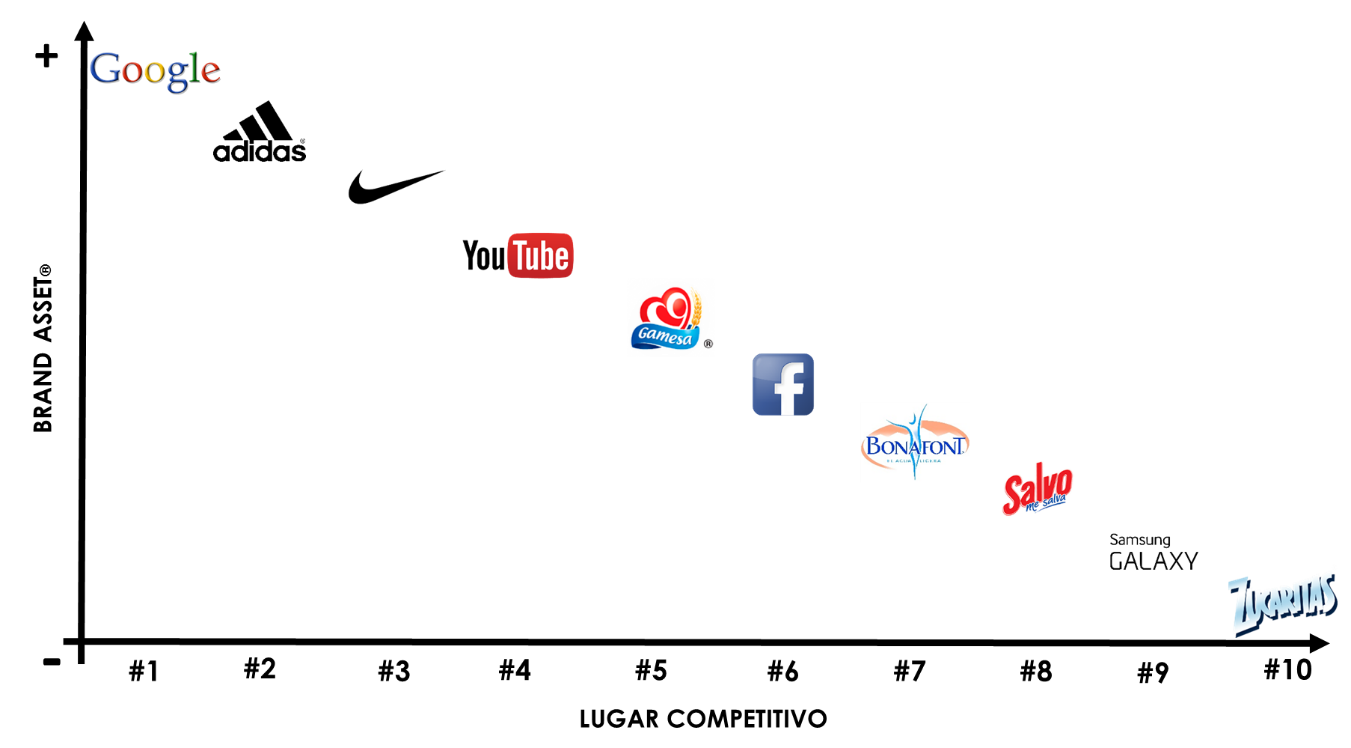 +
Google
adidas®
YouTube
Gamesa®
f
BONAFONT
Salvo
me salva
Samsung
GALAXY
ZUCARITAS
BRAND ASSET®
-
#1 #2 #3 #4 #5 #6 #7 #8 #9 #10
LUGAR COMPETITIVO